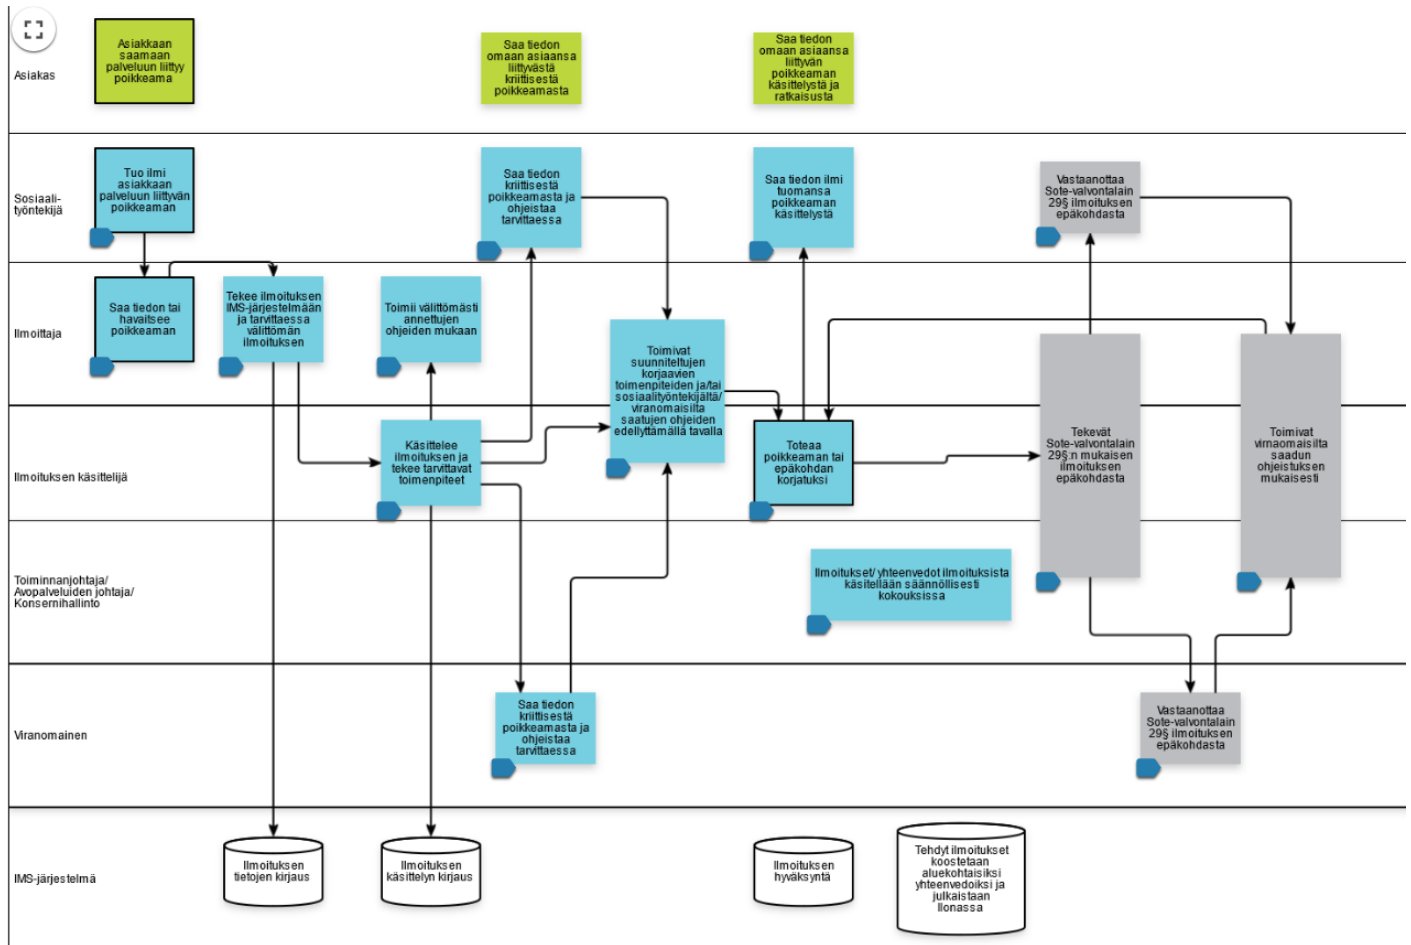 Asiakas
Asiakkaan
saamaan
palveluun liittyy
poikkeama
Saa tiedon
omaan asiaansa
liittyvästä
kriittisestä
poikkeamasta
Saa tiedon
omaan asiaansa
liittyvän
poikkeaman
käsittelystä ja
ratkaisusta
Sosiaali-
työntekijä
Tuo ilmi
asiakkaan
palveluun liittyvän
poikkeaman
Saa tiedon
kriittisestä
poikkeamasta ja
ohjeistaa
tarvittaessa
Saa tiedon ilmi
tuomansa
poikkeaman
käsittelystä
Vastaanottaa
Sote-valvontalain
29§ ilmoituksen
epäkohdasta
Ilmoittaja
Saa tiedon tai
havaitsee
poikkeaman
Tekee ilmoituksen
IMS-järjestelmään
ja tarvittaessa
välittömän
ilmoituksen
Toimii välittömästi
annettujen
ohjeiden mukaan
Toimivat
suunniteltujen
korjaavien
toimenpiteiden ja/tai
sosiaalityöntekijältä/
viranomaisilta
saatujen ohjeiden
edellyttämällä tavalla
Ilmoituksen käsittelijä
Käsittelee
ilmoituksen ja
tekee tarvittavat
toimenpiteet
Toteaa
poikkeaman tai
epäkohdan
korjatuksi
Tekevät
Sote-valvontalain
29§:n mukaisen
ilmoituksen
epäkohdasta
Toimivat
virnaomaisilta
saadun
ohjeistuksen
mukaisesti
Toiminnanjohtaja/
Avopalveluiden johtaja/
Konsernihallinto
Ilmoitukset/ yhteenvedot ilmoituksista
käsitellään säännöllisesti
kokouksissa
Viranomainen
Saa tiedon
kriittisestä
poikkeamasta ja
ohjeistaa
tarvittaessa
Vastaanottaa
Sote-valvontalain
29§ ilmoituksen
epäkohdasta
IMS-järjestelmä
Ilmoituksen
tietojen kirjaus
Ilmoituksen
käsittelyn kirjaus
Ilmoituksen
hyväksyntä
Tehdyt ilmoitukset
koostetaan
aluekohtaisiksi
yhteenvedoiksi ja
julkaistaan
Ilonassa